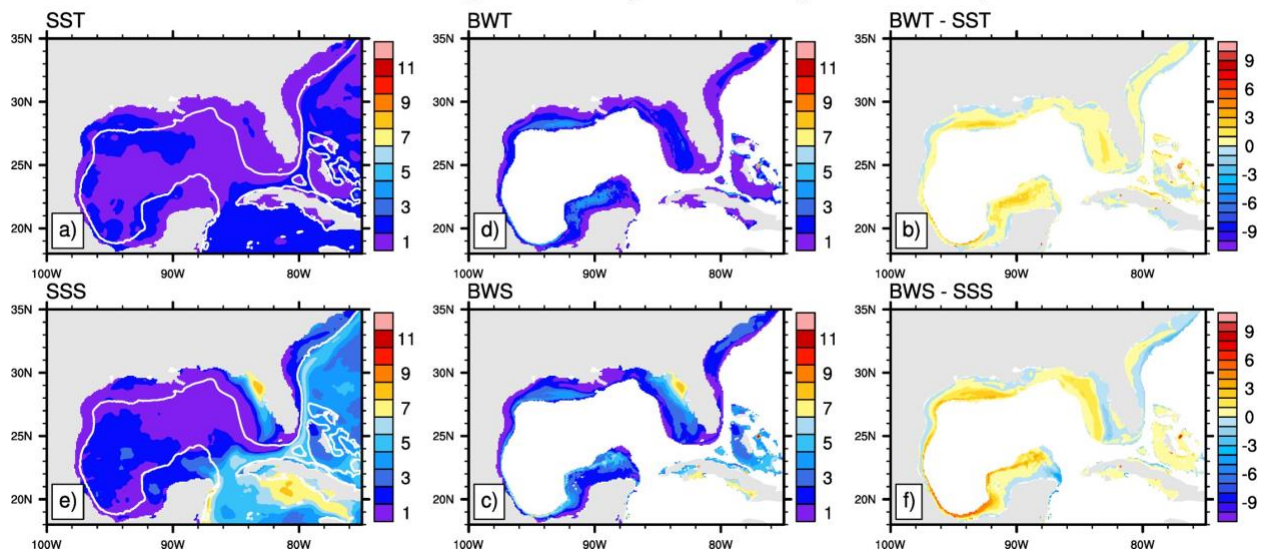 SST BWT BWT - SST
35N 35N 35N
11 11 9
30N 30N 30N
9 9 6
7 7 3
25N 25N 25N
5 5 0
3 3 -3
20N 20N 20N
1 1 -6
-9
a) d) b)
100W 90W 80W 100W 90W 80W 100W 90W 80W
SSS BWS BWS - SSS
35N 35N 35N
11 11 9
30N 30N 30N
9 9 6
7 7 3
25N 25N 25N
5 5 0
3 3 -3
20N 20N 20N
1 1 -6
-9
e) c) f)
100W 90W 80W 100W 90W 80W 100W 90W 80W